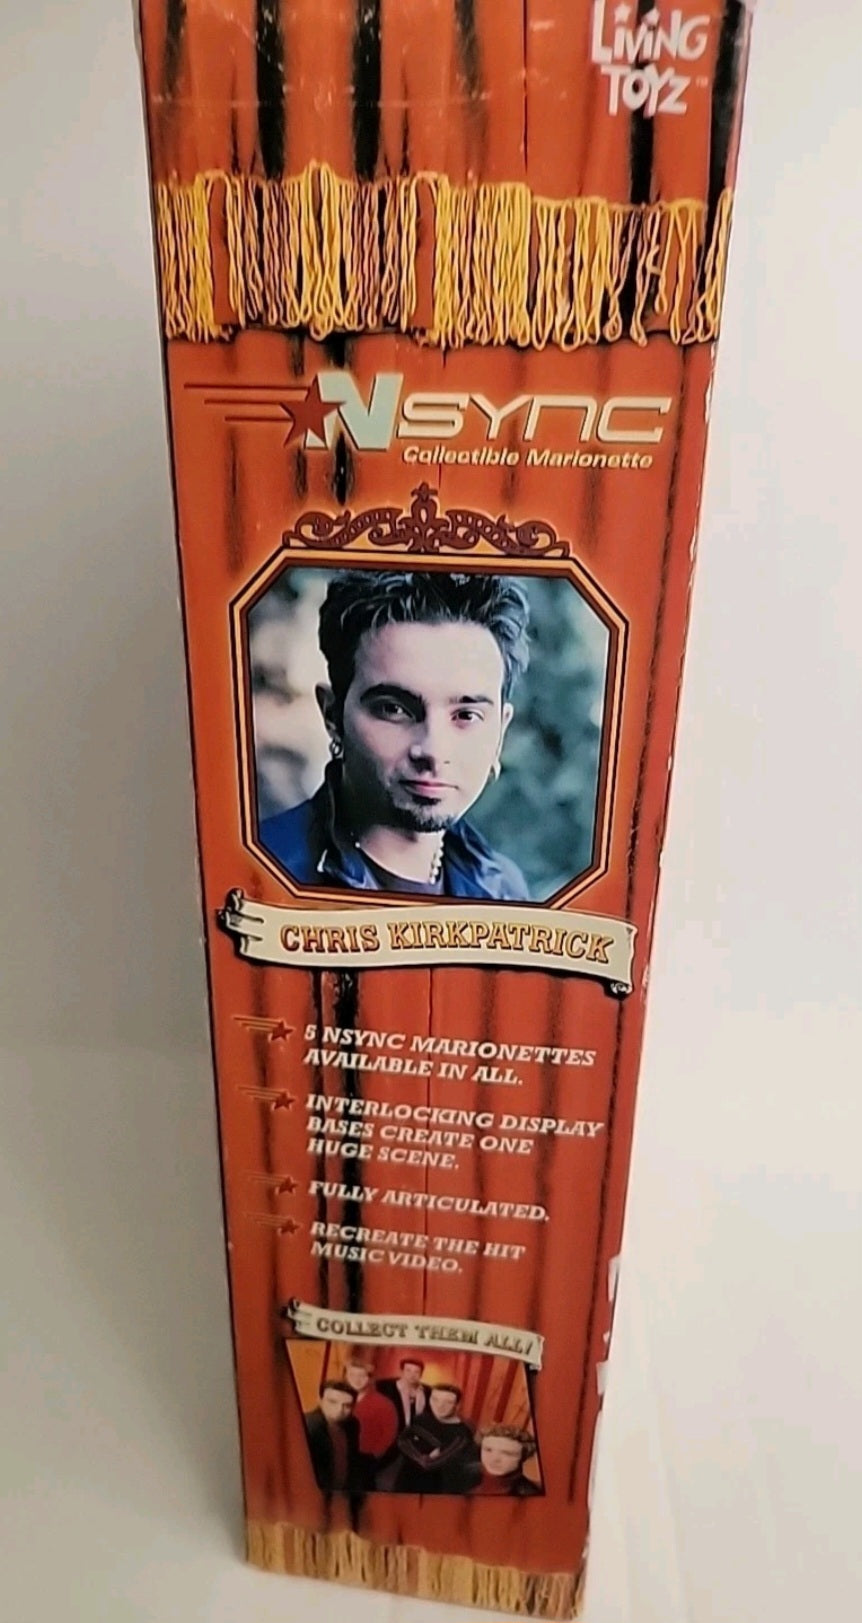 LiViNG
TOYZ™
NSYNC
Collectible Marionette
CHRIS KIRKPATRICK
5 NSYNC MARIONETTES
AVAILABLE IN ALL.
INTERLOCKING DISPLAY
BASES CREATE ONE
HUGE SCENE.
FULLY ARTICULATED.
RECREATE THE HIT
MUSIC VIDEO.
COLLECT THEM ALL!